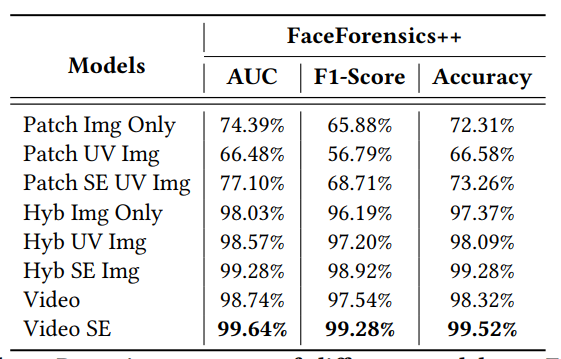 FaceForensics++
Models
AUC F1-Score Accuracy
Patch Img Only 74.39% 65.88% 72.31%
Patch UV Img 66.48% 56.79% 66.58%
Patch SE UV Img 77.10% 68.71% 73.26%
Hyb Img Only 98.03% 96.19% 97.37%
Hyb UV Img 98.57% 97.20% 98.09%
Hyb SE Img 99.28% 98.92% 99.28%
Video 98.74% 97.54% 98.32%
Video SE 99.64% 99.28% 99.52%